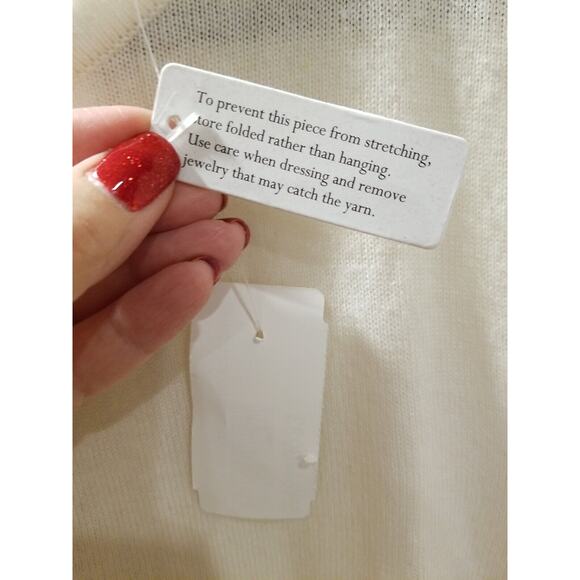 To prevent this piece from stretching,
store folded rather than hanging.
Use care when dressing and remove
jewelry that may catch the yarn.